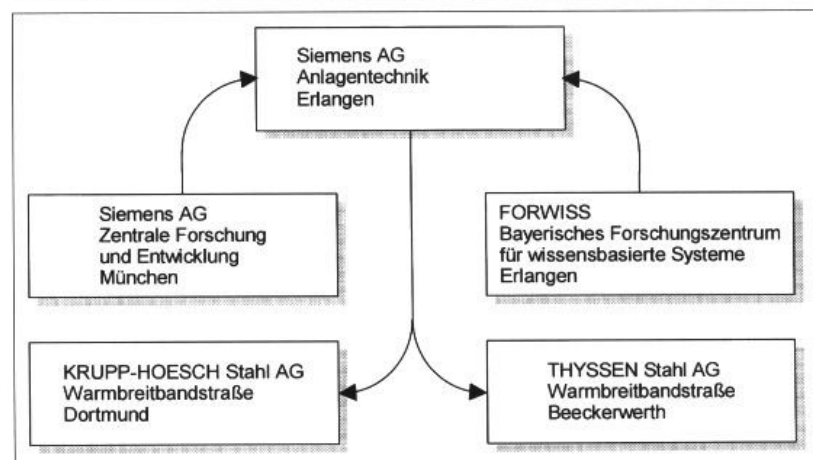 Siemens AG
Anlagentechnik
Erlangen
Siemens AG
Zentrale Forschung
und Entwicklung
München
FORWISS
Bayerisches Forschungszentrum
für wissensbasierte Systeme
Erlangen
KRUPP-HOESCH Stahl AG
Warmbreitbandstraße
Dortmund
THYSSEN Stahl AG
Warmbreitbandstraße
Beeckerwerth